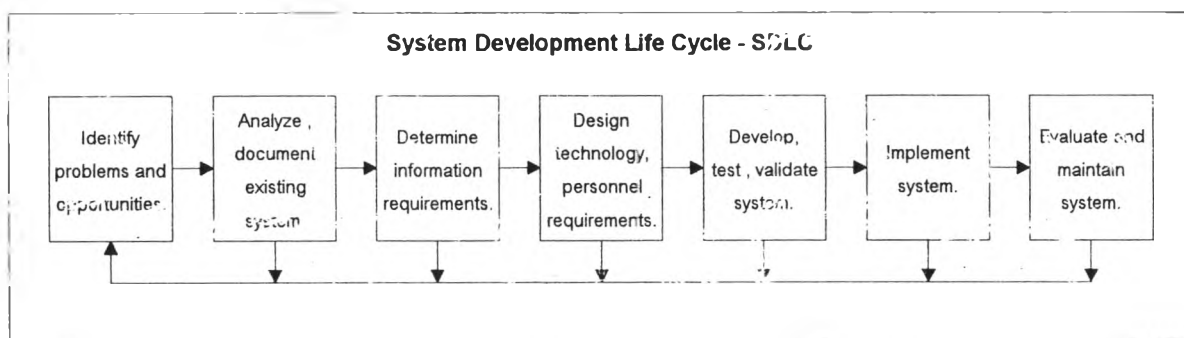 System Development Life Cycle - SDLC
Identify
problems and
opportunities.
Analyze ,
document
existing
system
Determine
information
requirements.
Design
technology,
personnel
requirements.
Develop,
test , validate
system.
Implement
system.
Evaluate and
maintain
system.